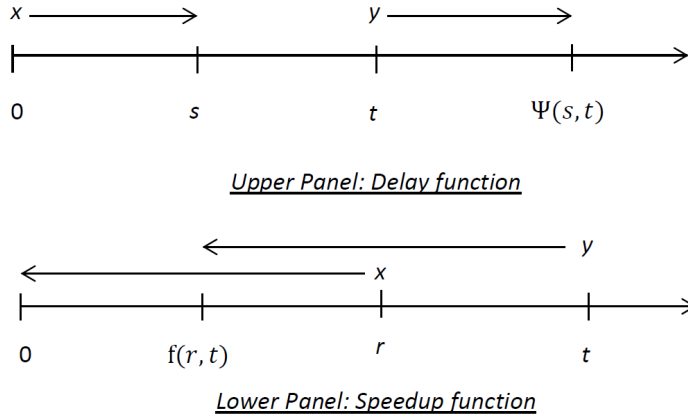 x y
0 s t Ψ(s, t)
Upper Panel: Delay function
y
x
0 f(r, t) r t
Lower Panel: Speedup function